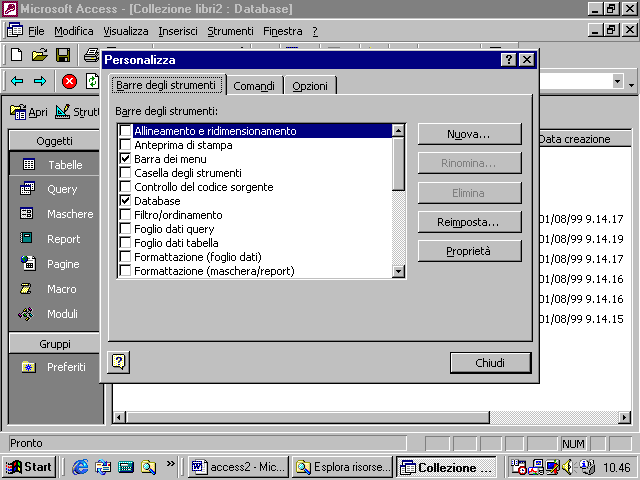 Microsoft Access - [Collezione libri2 : Database]
File Modifica Visualizza Inserisci Strumenti Finestra ?
Personalizza
Barre degli strumenti Comandi Opzioni
Apri
Barre degli strumenti:
Oggetti
Tabelle
Query
Maschere
Report
Pagine
Macro
Moduli
Gruppi
Preferiti
Allineamento e ridimensionamento
Anteprima di stampa
Barra dei menu
Casella degli strumenti
Controllo del codice sorgente
Database
Filtro/ordinamento
Foglio dati query
Foglio dati tabella
Formattazione (foglio dati)
Formattazione (maschera/report)
Nuova...
Rinomina...
Elimina
Reimposta...
Proprietà
Chiudi
Data creazione
01/08/99 9.14.17
01/08/99 9.14.19
01/08/99 9.14.17
01/08/99 9.14.16
01/08/99 9.14.16
01/08/99 9.14.15
Pronto NUM
Start » access2 - Mic... Esplora risorse... Collezione ... 10.46